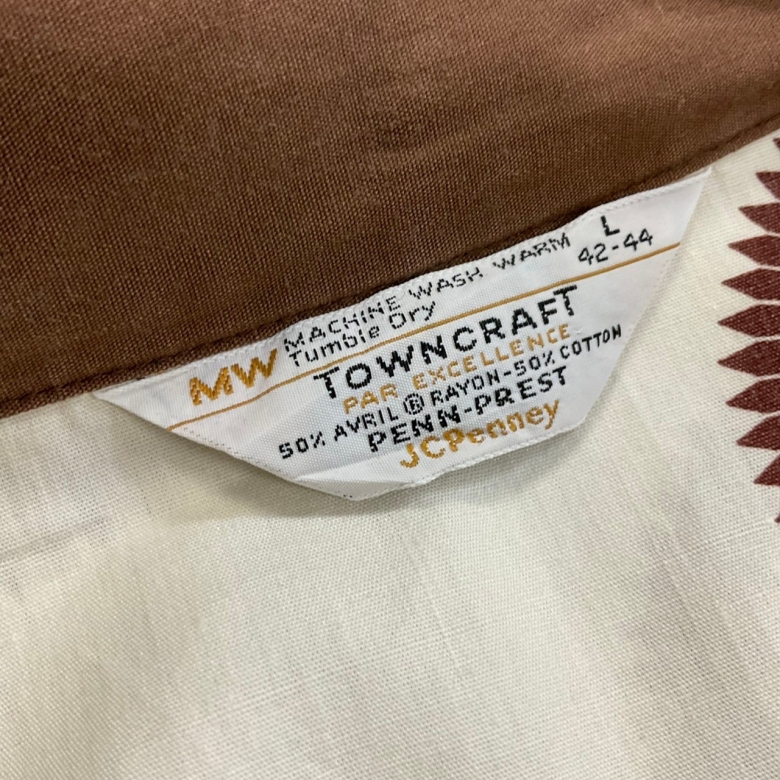 L
42-44
MW
MACHINE WASH WARM
Tumble Dry
TOWNCRAFT
PAR EXCELLENCE
50% AVRIL ® RAYON-50% COTTON
PENN-PREST
JCPenney